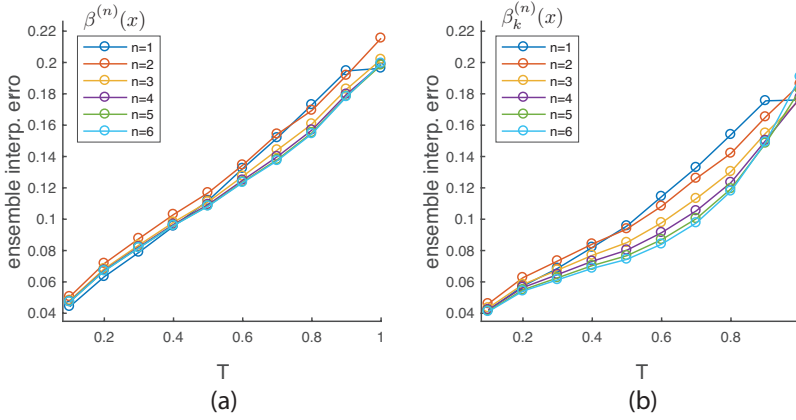 β^(n)(x)
ensemble interp. erro
0.22
0.2
0.18
0.16
0.14
0.12
0.1
0.08
0.06
0.04
n=1
n=2
n=3
n=4
n=5
n=6
0.2
0.4
0.6
0.8
1
T
(a)
β_k^(n)(x)
ensemble interp. erro
0.22
0.2
0.18
0.16
0.14
0.12
0.1
0.08
0.06
0.04
n=1
n=2
n=3
n=4
n=5
n=6
0.2
0.4
0.6
0.8
T
(b)